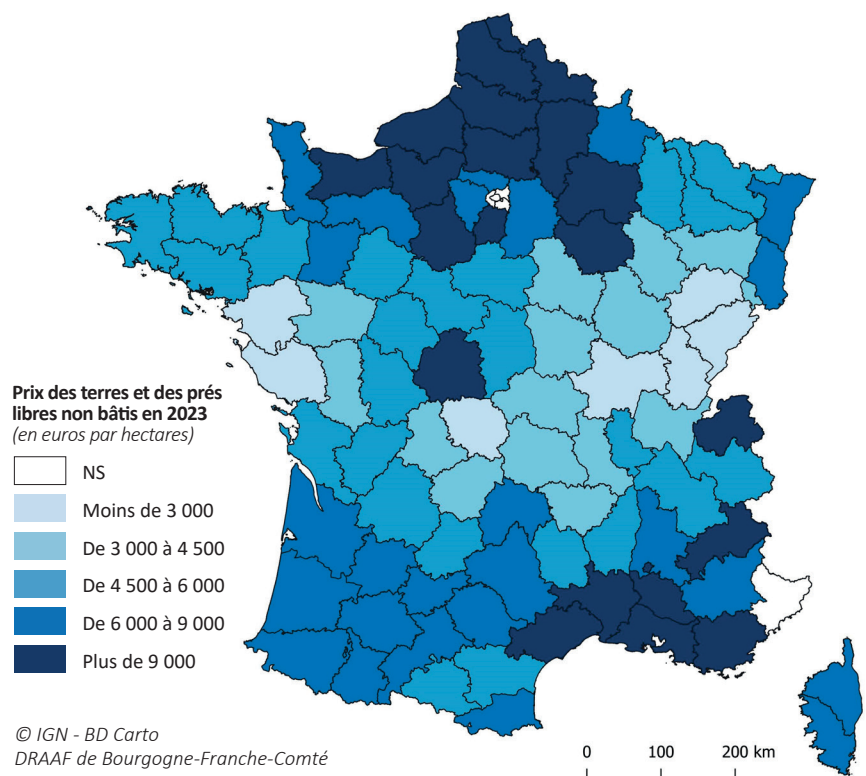 Prix des terres et des prés
libres non bâtis en 2023
(en euros par hectares)
NS
Moins de 3 000
De 3 000 à 4 500
De 4 500 à 6 000
De 6 000 à 9 000
Plus de 9 000
© IGN - BD Carto
DRAAF de Bourgogne-Franche-Comté
0 100 200 km